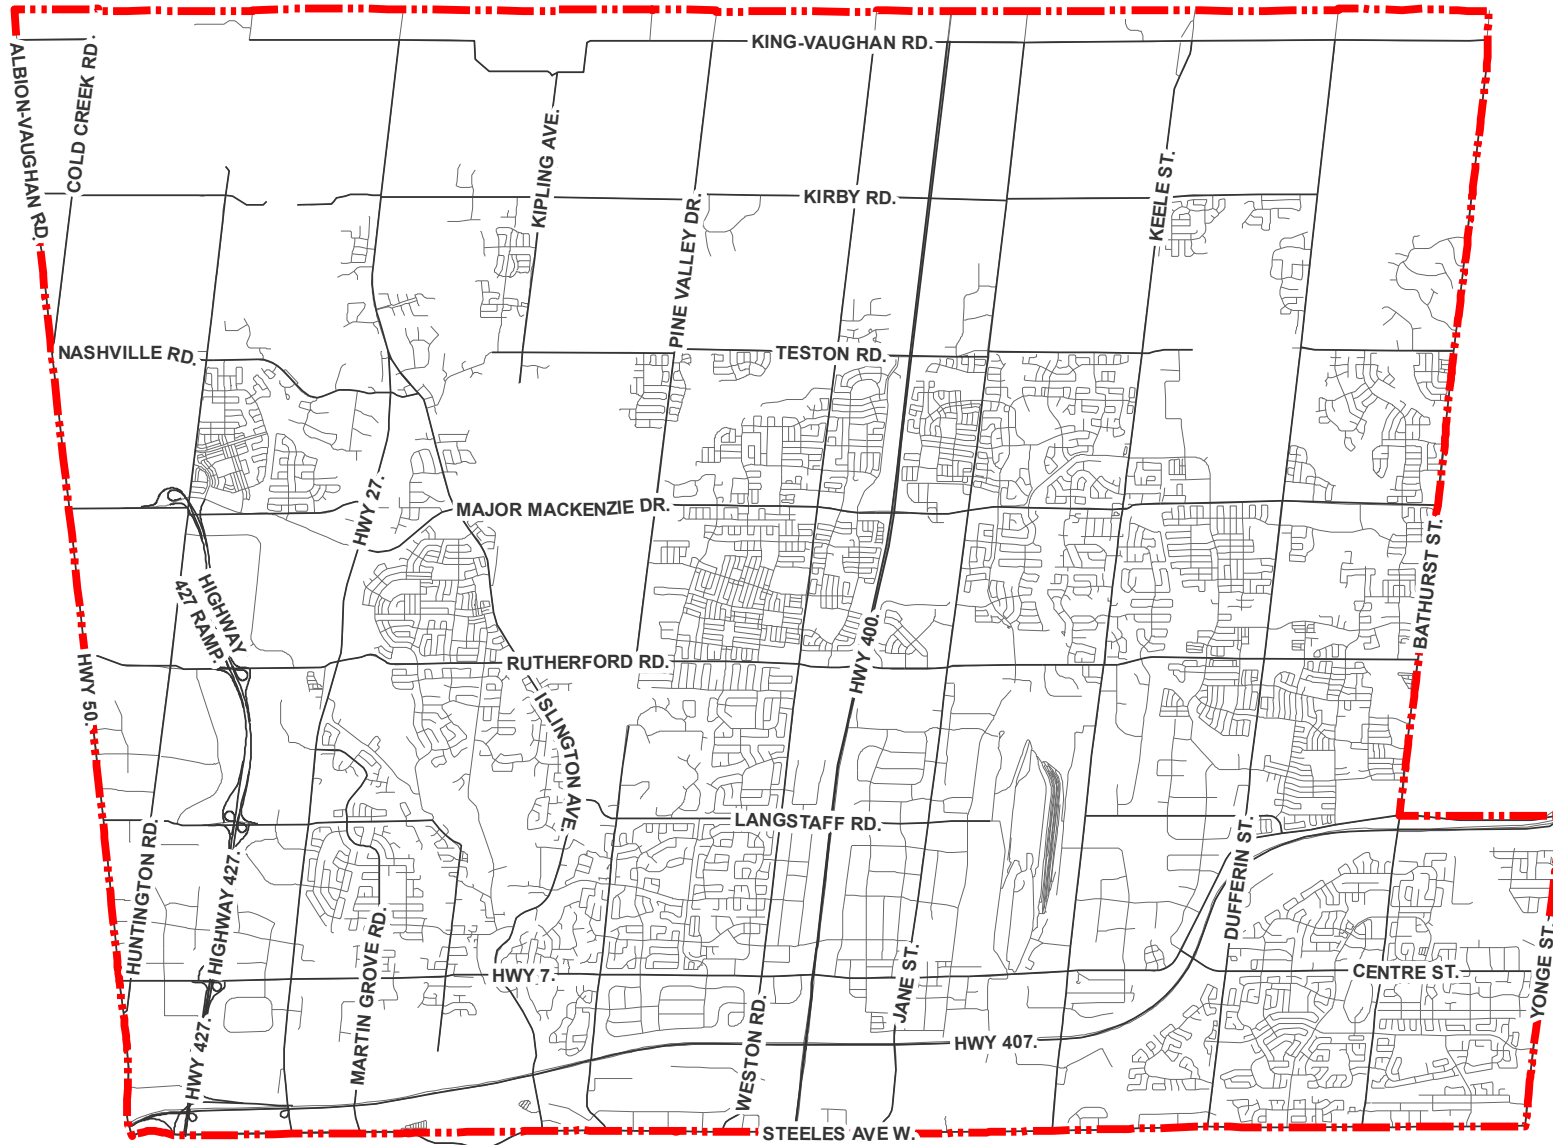 KING-VAUGHAN RD.
ALBION-VAUGHAN RD.
COLD CREEK RD.
KIPLING AVE.
KIRBY RD.
KEELE ST.
PINE VALLEY DR.
NASHVILLE RD.
TESTON RD.
HWY 27.
MAJOR MACKENZIE DR.
BATHURST ST.
HIGHWAY
427 RAMP.
HWY 400.
RUTHERFORD RD.
HWY 50.
ISLINGTON AVE.
LANGSTAFF RD.
HUNTINGTON RD.
HIGHWAY 427.
DUFFERIN ST.
MARTIN GROVE RD.
HWY 7.
JANE ST.
CENTRE ST.
YONGE ST.
WESTON RD.
HWY 427.
HWY 407.
STEELES AVE W.